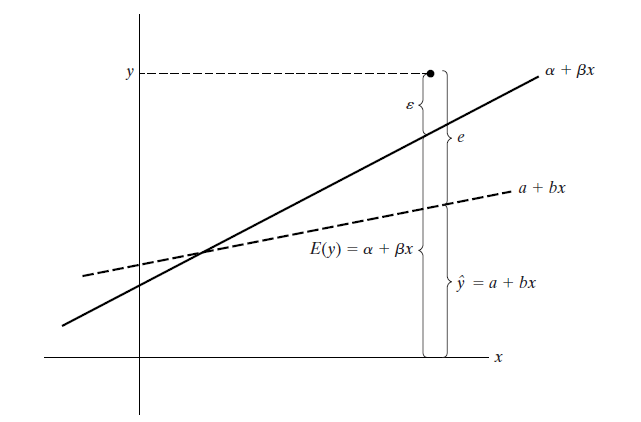 y
α + βx
ε
e
a + bx
E(y) = α + βx
ŷ = a + bx
x